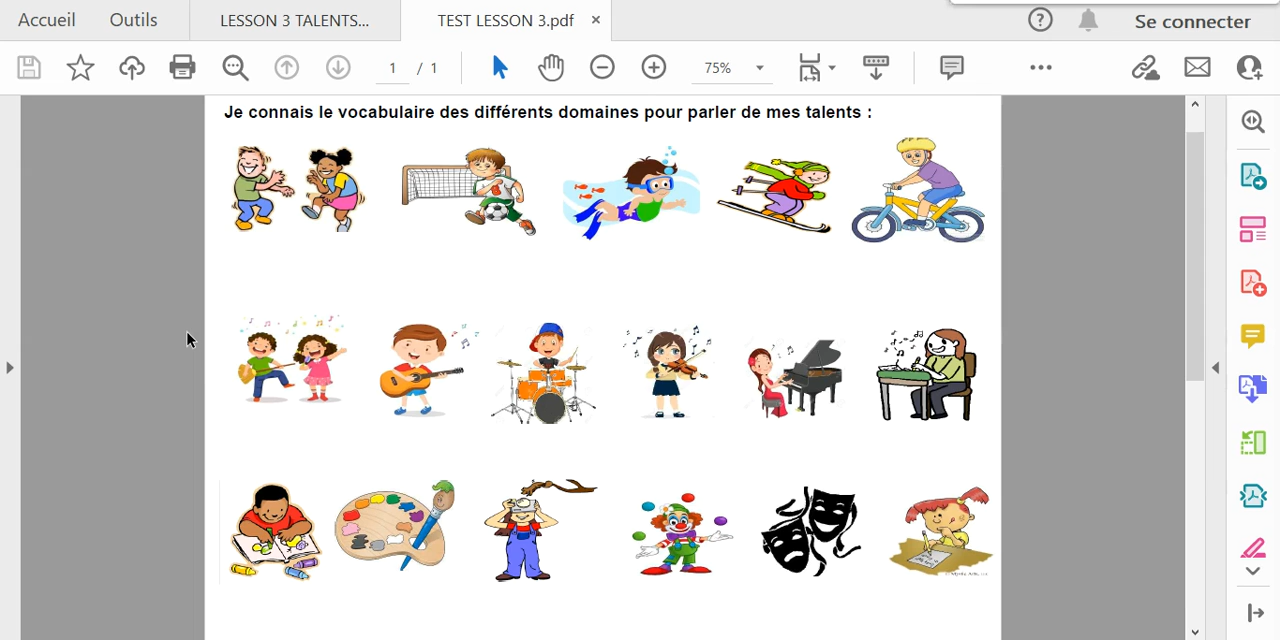 Accueil Outils LESSON 3 TALENTS... TEST LESSON 3.pdf × ? Se connecter
1 / 1 75%
Je connais le vocabulaire des différents domaines pour parler de mes talents :